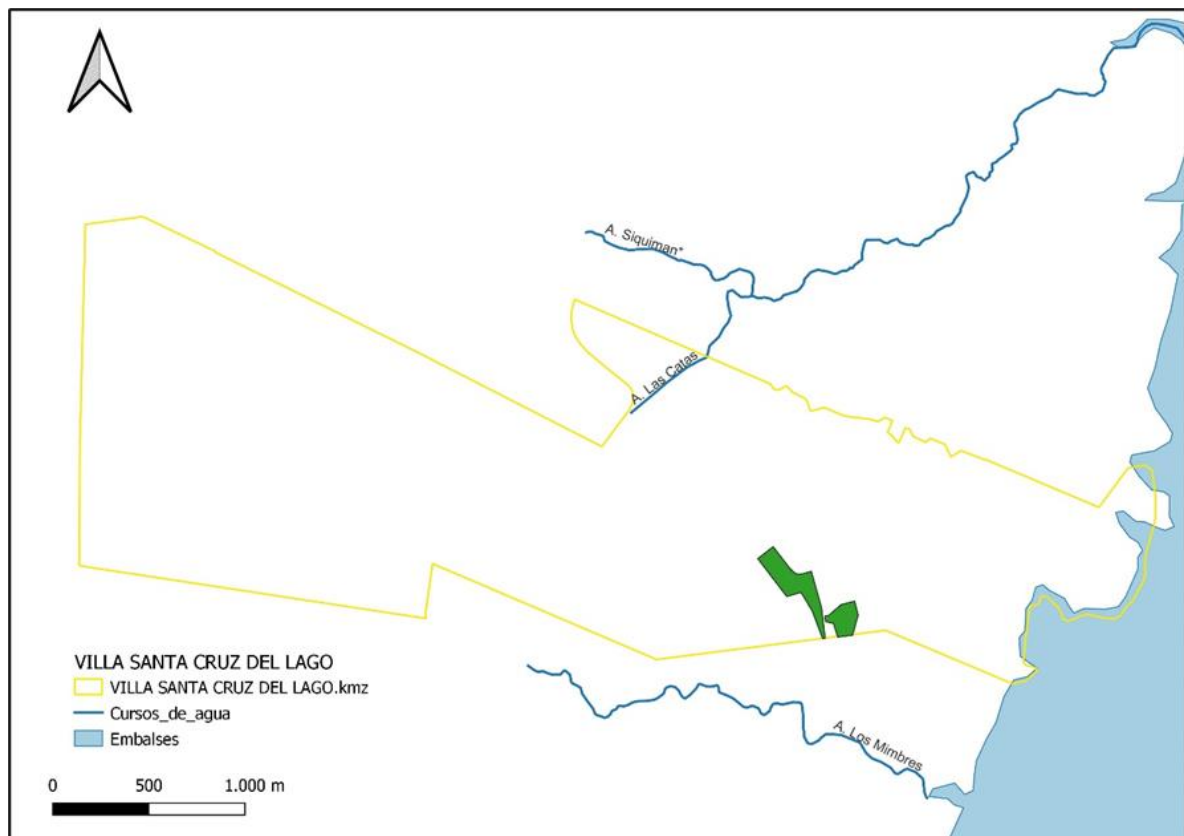 A. Siquiman*
A. Las Catas
A. Los Mimbres
VILLA SANTA CRUZ DEL LAGO
VILLA SANTA CRUZ DEL LAGO.kmz
Cursos_de_agua
Embalses
0 500 1.000 m